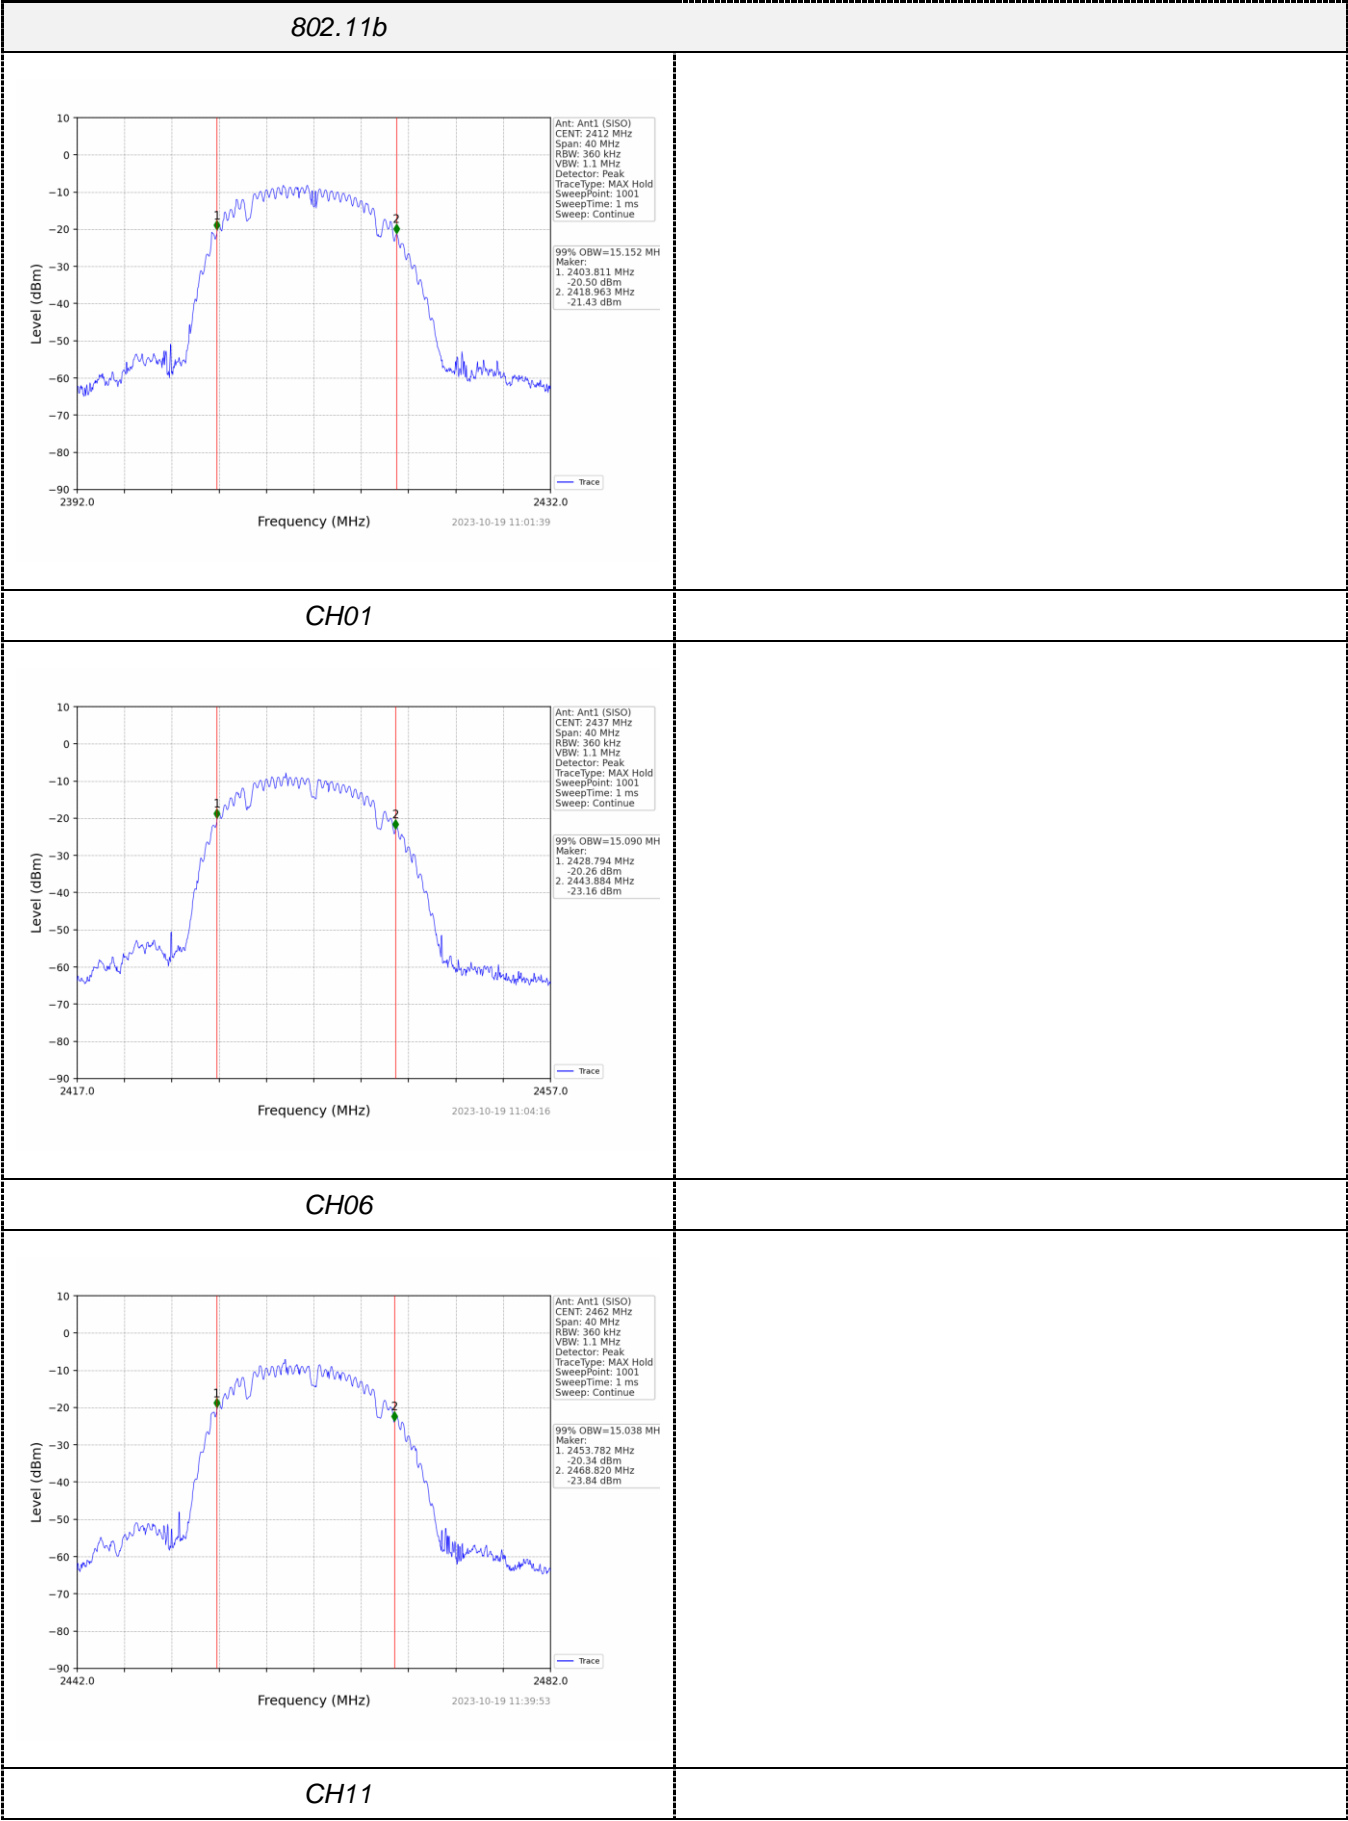 802.11b
10
0
−10
−20
−30
−40
−50
−60
−70
−80
−90
Level (dBm)
1
2
2392.0
2432.0
Frequency (MHz)
2023-10-19 11:01:39
Ant: Ant1 (SISO)
CENT: 2412 MHz
Span: 40 MHz
RBW: 360 kHz
VBW: 1.1 MHz
Detector: Peak
TraceType: MAX Hold
SweepPoint: 1001
SweepTime: 1 ms
Sweep: Continue
99% OBW=15.152 MH
Maker:
1. 2403.811 MHz
-20.50 dBm
2. 2418.963 MHz
-21.43 dBm
Trace
CH01
10
0
−10
−20
−30
−40
−50
−60
−70
−80
−90
Level (dBm)
1
2
2417.0
2457.0
Frequency (MHz)
2023-10-19 11:04:16
Ant: Ant1 (SISO)
CENT: 2437 MHz
Span: 40 MHz
RBW: 360 kHz
VBW: 1.1 MHz
Detector: Peak
TraceType: MAX Hold
SweepPoint: 1001
SweepTime: 1 ms
Sweep: Continue
99% OBW=15.090 MH
Maker:
1. 2428.794 MHz
-20.26 dBm
2. 2443.884 MHz
-23.16 dBm
Trace
CH06
10
0
−10
−20
−30
−40
−50
−60
−70
−80
−90
Level (dBm)
1
2
2442.0
2482.0
Frequency (MHz)
2023-10-19 11:39:53
Ant: Ant1 (SISO)
CENT: 2462 MHz
Span: 40 MHz
RBW: 360 kHz
VBW: 1.1 MHz
Detector: Peak
TraceType: MAX Hold
SweepPoint: 1001
SweepTime: 1 ms
Sweep: Continue
99% OBW=15.038 MH
Maker:
1. 2453.782 MHz
-20.34 dBm
2. 2468.820 MHz
-23.84 dBm
Trace
CH11